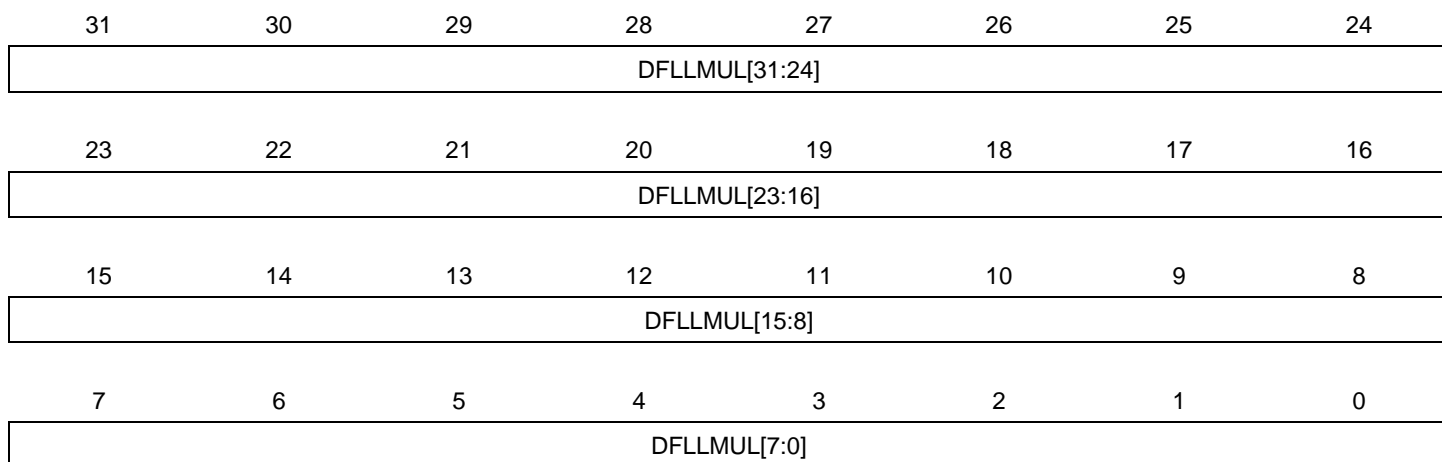 31 30 29 28 27 26 25 24
DFLLMUL[31:24]
23 22 21 20 19 18 17 16
DFLLMUL[23:16]
15 14 13 12 11 10 9 8
DFLLMUL[15:8]
7 6 5 4 3 2 1 0
DFLLMUL[7:0]